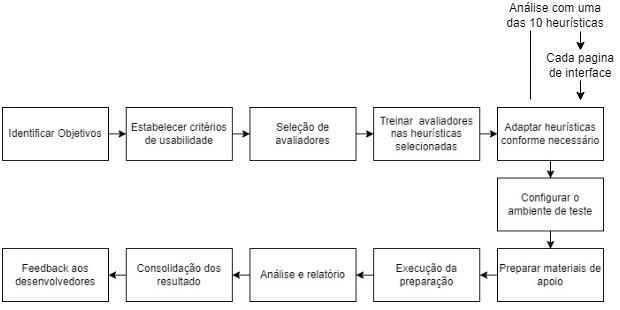 Análise com uma
das 10 heurísticas
Cada pagina
de interface
Identificar Objetivos
Estabelecer critérios
de usabilidade
Seleção de
avaliadores
Treinar avaliadores
nas heurísticas
selecionadas
Adaptar heurísticas
conforme necessário
Configurar o
ambiente de teste
Preparar materiais de
apoio
Execução da
preparação
Análise e relatório
Consolidação dos
resultado
Feedback aos
desenvolvedores